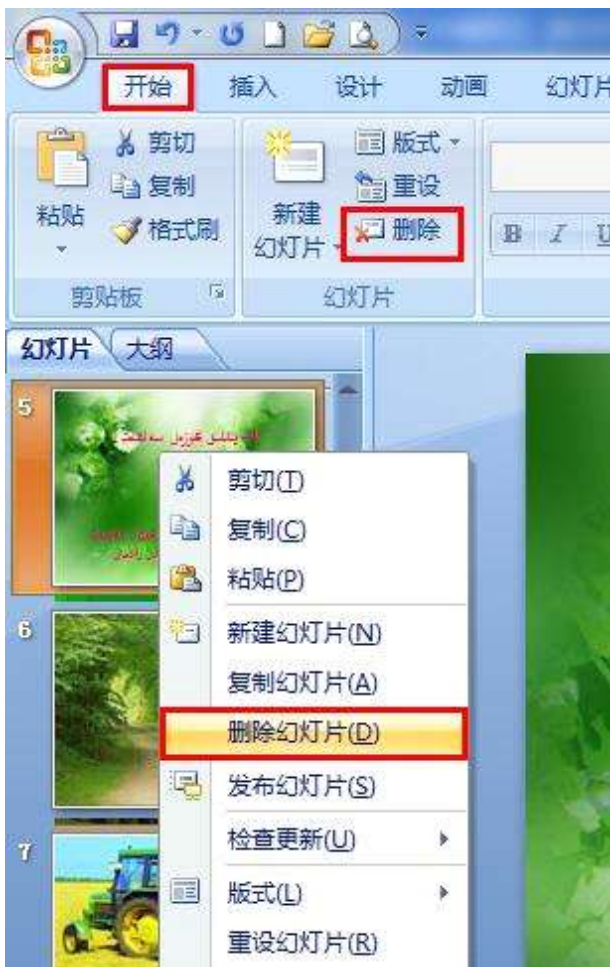 开始 插入 设计 动画 幻灯片
粘贴
剪切
复制
格式刷
剪贴板
新建
幻灯片
版式
重设
删除
幻灯片
B I U
幻灯片 大纲
5
剪切(T)
复制(C)
粘贴(P)
6
新建幻灯片(N)
复制幻灯片(A)
删除幻灯片(D)
发布幻灯片(S)
7
检查更新(U)
版式(L)
重设幻灯片(R)